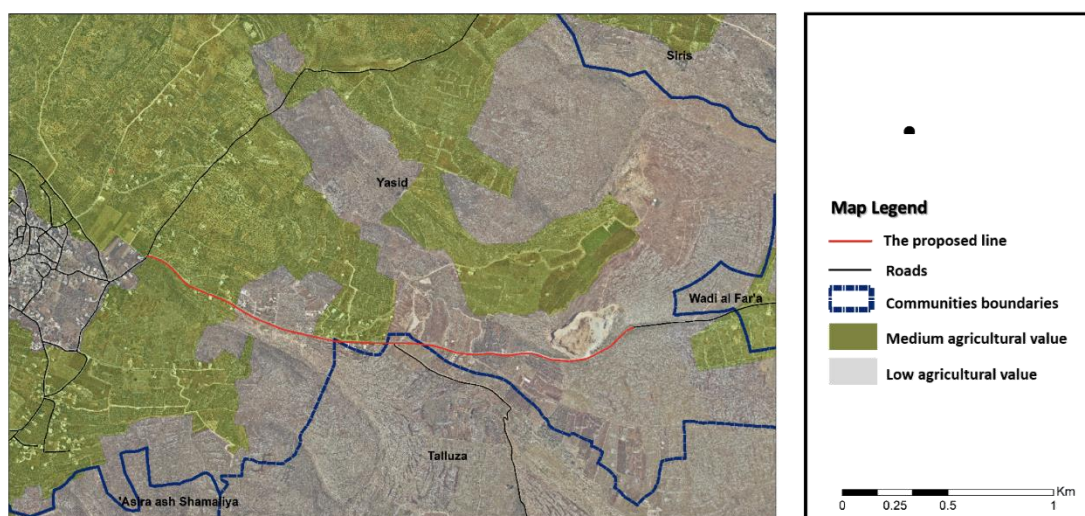 Siris
Yasid
Wadi al Far'a
Talluza
'Asira ash Shamaliya
Map Legend
The proposed line
Roads
Communities boundaries
Medium agricultural value
Low agricultural value
Km
0 0.25 0.5 1